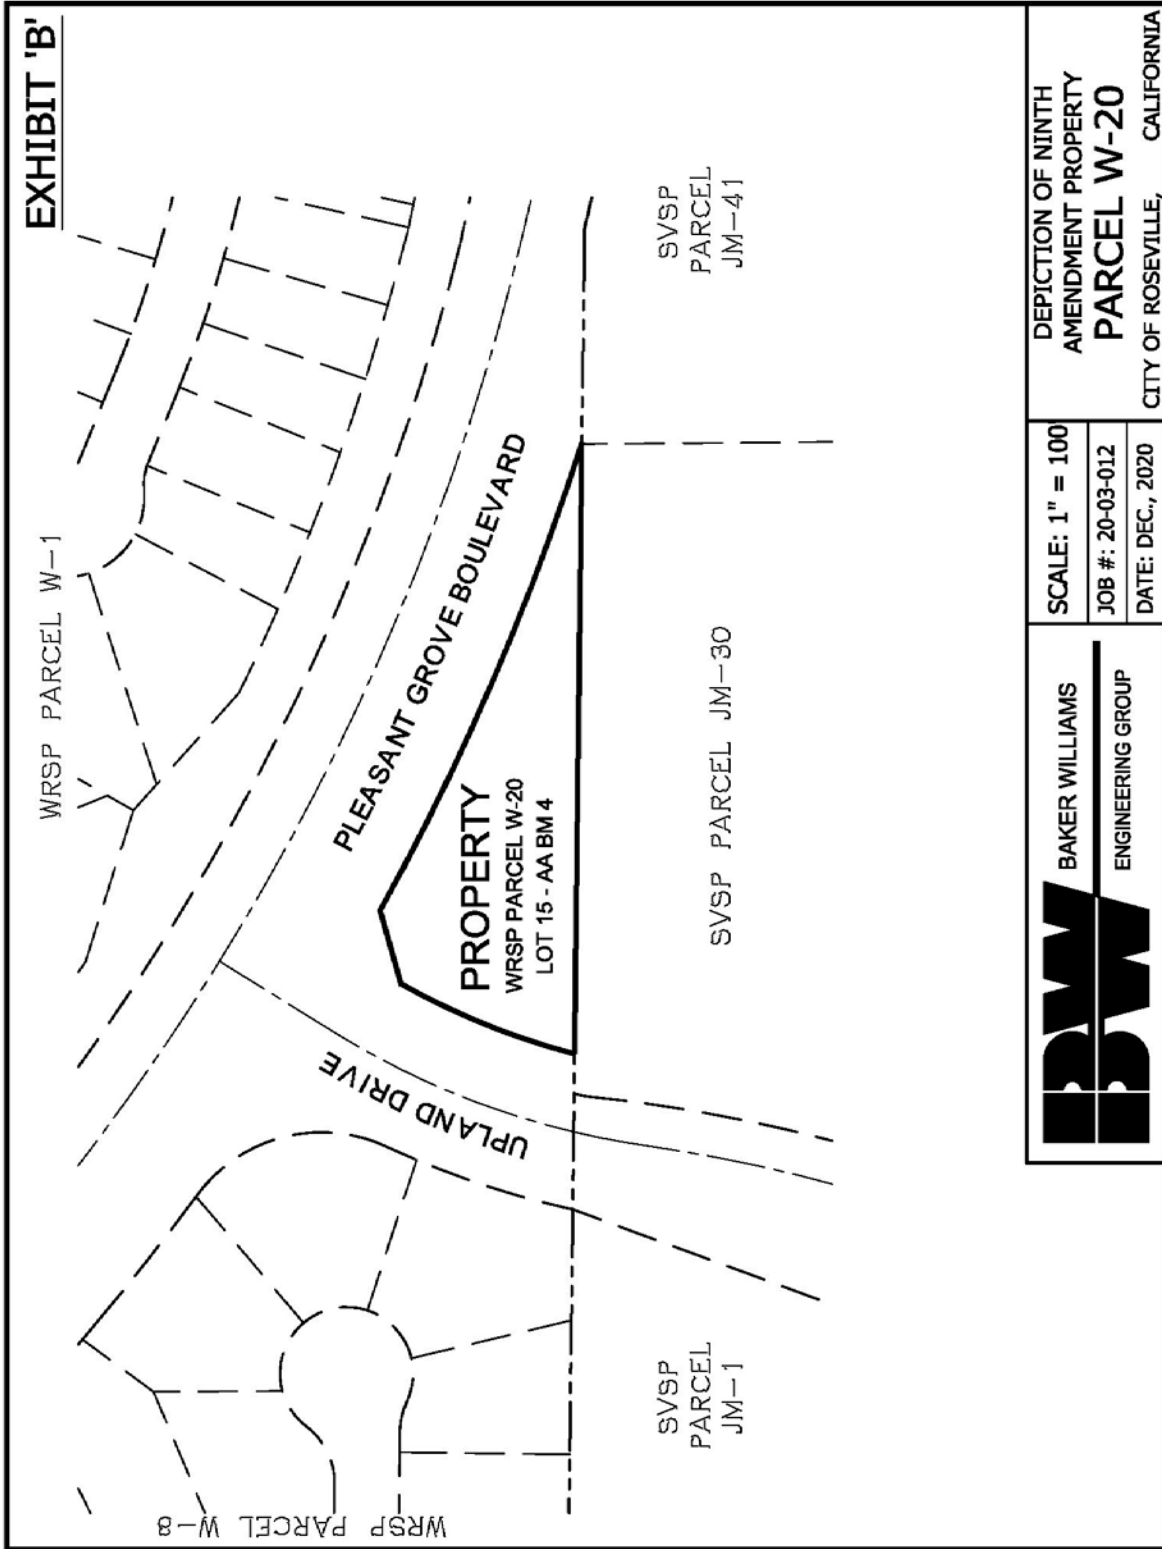 EXHIBIT 'B'
WRSP PARCEL W-1
WRSP PARCEL W-8
PLEASANT GROVE BOULEVARD
UPLAND DRIVE
PROPERTY
WRSP PARCEL W-20
LOT 15 - AA BM 4
SVSP
PARCEL
JM-1
SVSP PARCEL JM-30
SVSP
PARCEL
JM-41
BW
BAKER WILLIAMS
ENGINEERING GROUP
SCALE: 1" = 100'
JOB #: 20-03-012
DATE: DEC., 2020
DEPICTION OF NINTH
AMENDMENT PROPERTY
PARCEL W-20
CITY OF ROSEVILLE, CALIFORNIA